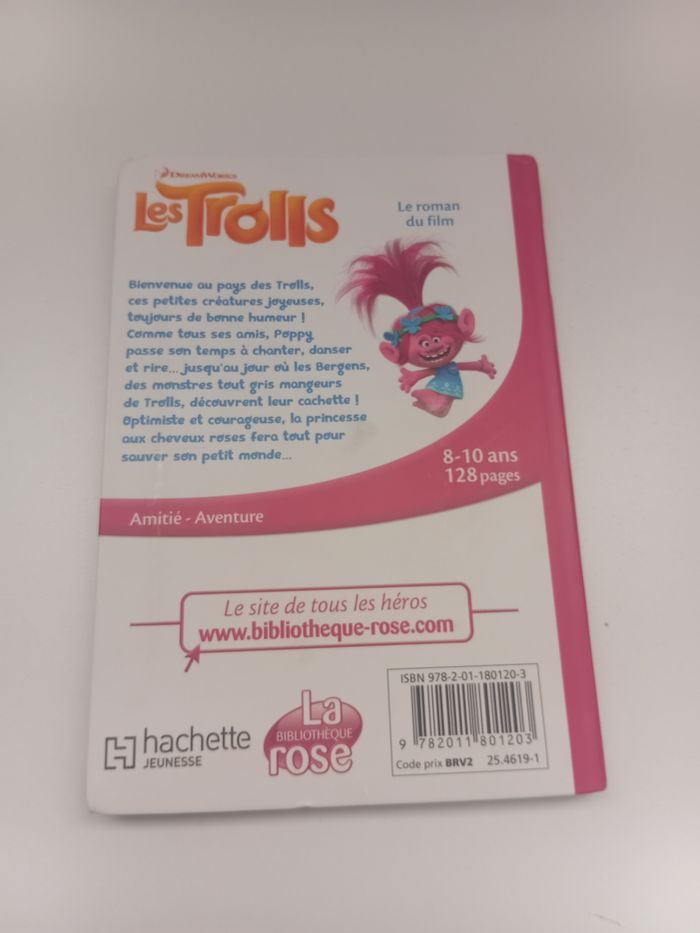 DREAMWORKS
Les Trolls
Le roman
du film
Bienvenue au pays des Trolls,
ces petites créatures joyeuses,
toujours de bonne humeur !
Comme tous ses amis, Poppy
passe son temps à chanter, danser
et rire... jusqu'au jour où les Bergens,
des monstres tout gris mangeurs
de Trolls, découvrent leur cachette !
Optimiste et courageuse, la princesse
aux cheveux roses fera tout pour
sauver son petit monde...
8-10 ans
128 pages
Amitié - Aventure
Le site de tous les héros
www.bibliotheque-rose.com
hachette
JEUNESSE
La
BIBLIOTHÈQUE
rose
ISBN 978-2-01-180120-3
9 782011 801203
Code prix BRV2 25.4619-1